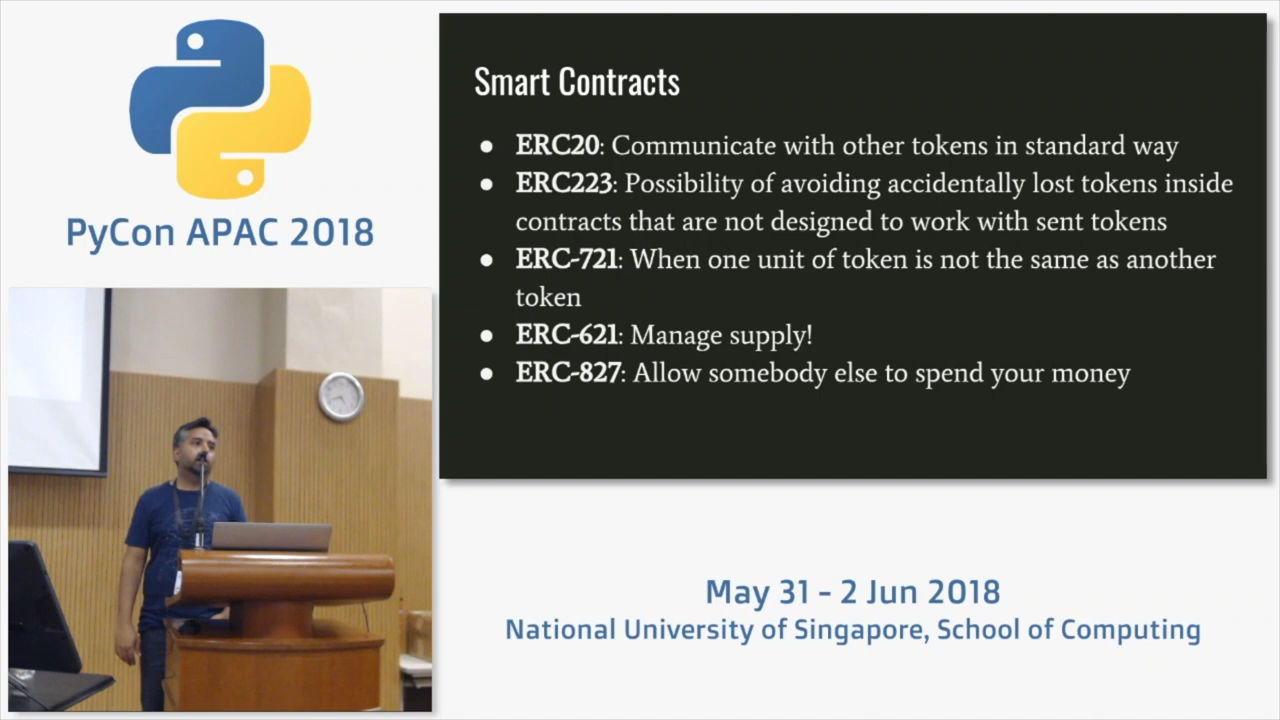 PyCon APAC 2018
Smart Contracts
● ERC20: Communicate with other tokens in standard way
● ERC223: Possibility of avoiding accidentally lost tokens inside
contracts that are not designed to work with sent tokens
● ERC-721: When one unit of token is not the same as another
token
● ERC-621: Manage supply!
● ERC-827: Allow somebody else to spend your money
May 31 - 2 Jun 2018
National University of Singapore, School of Computing